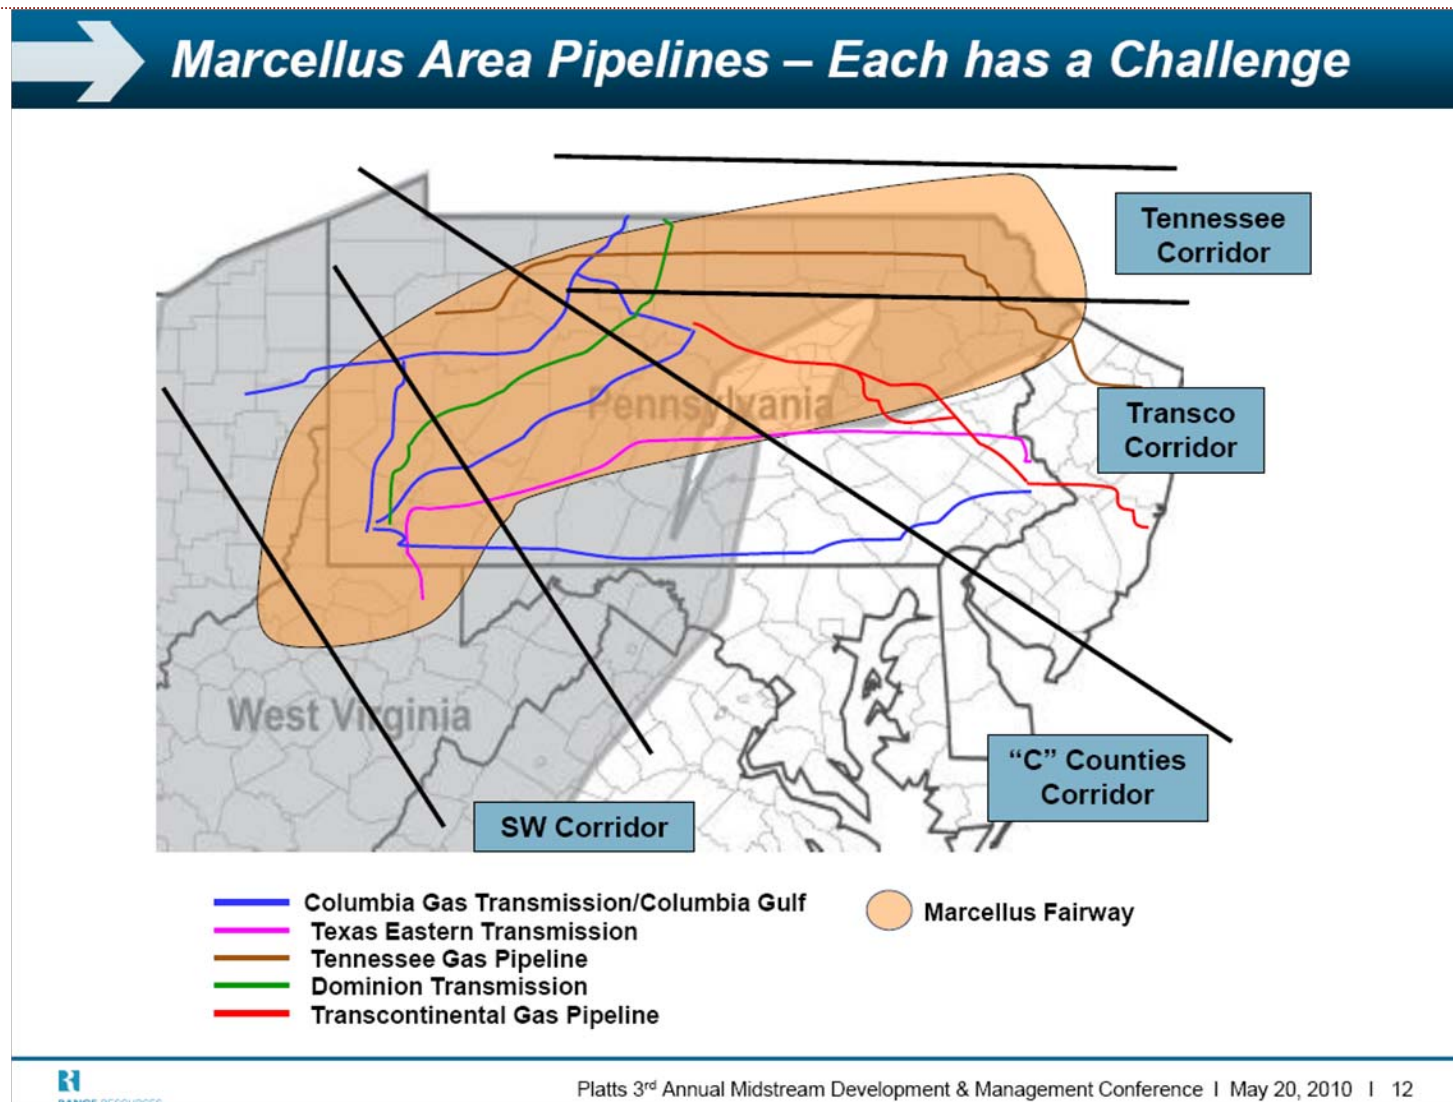 Marcellus Area Pipelines – Each has a Challenge
Tennessee
Corridor
Pennsylvania
Transco
Corridor
West Virginia
"C" Counties
Corridor
SW Corridor
Columbia Gas Transmission/Columbia Gulf
Marcellus Fairway
Texas Eastern Transmission
Tennessee Gas Pipeline
Dominion Transmission
Transcontinental Gas Pipeline
Platts 3rd Annual Midstream Development & Management Conference I May 20, 2010 I 12
RANGE RESOURCES